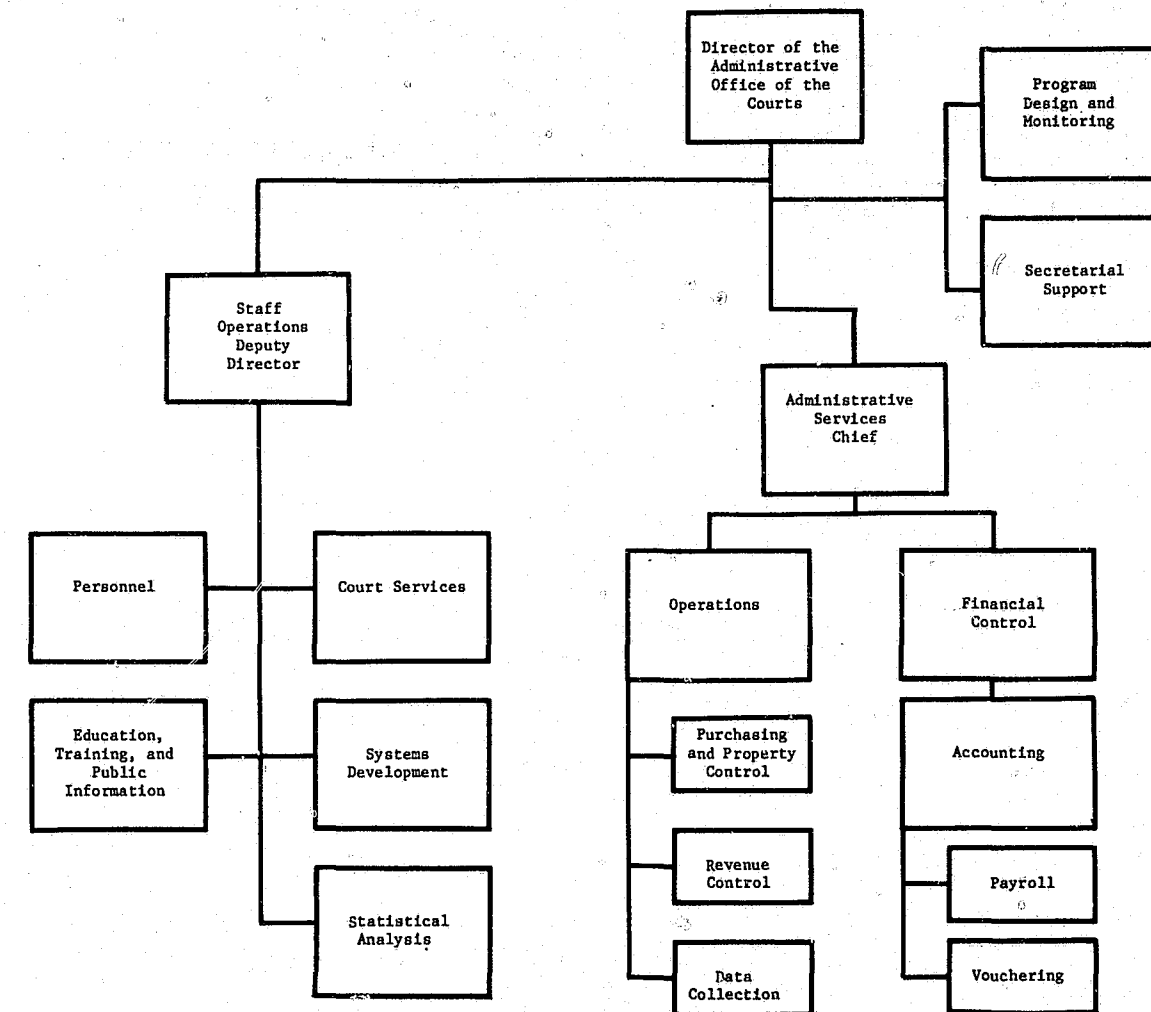 Director of the
Administrative
Office of the
Courts
Program
Design and
Monitoring
Secretarial
Support
Staff
Operations
Deputy
Director
Administrative
Services
Chief
Personnel
Court Services
Operations
Financial
Control
Education,
Training, and
Public
Information
Systems
Development
Purchasing
and Property
Control
Accounting
Revenue
Control
Payroll
Statistical
Analysis
Data
Collection
Vouchering